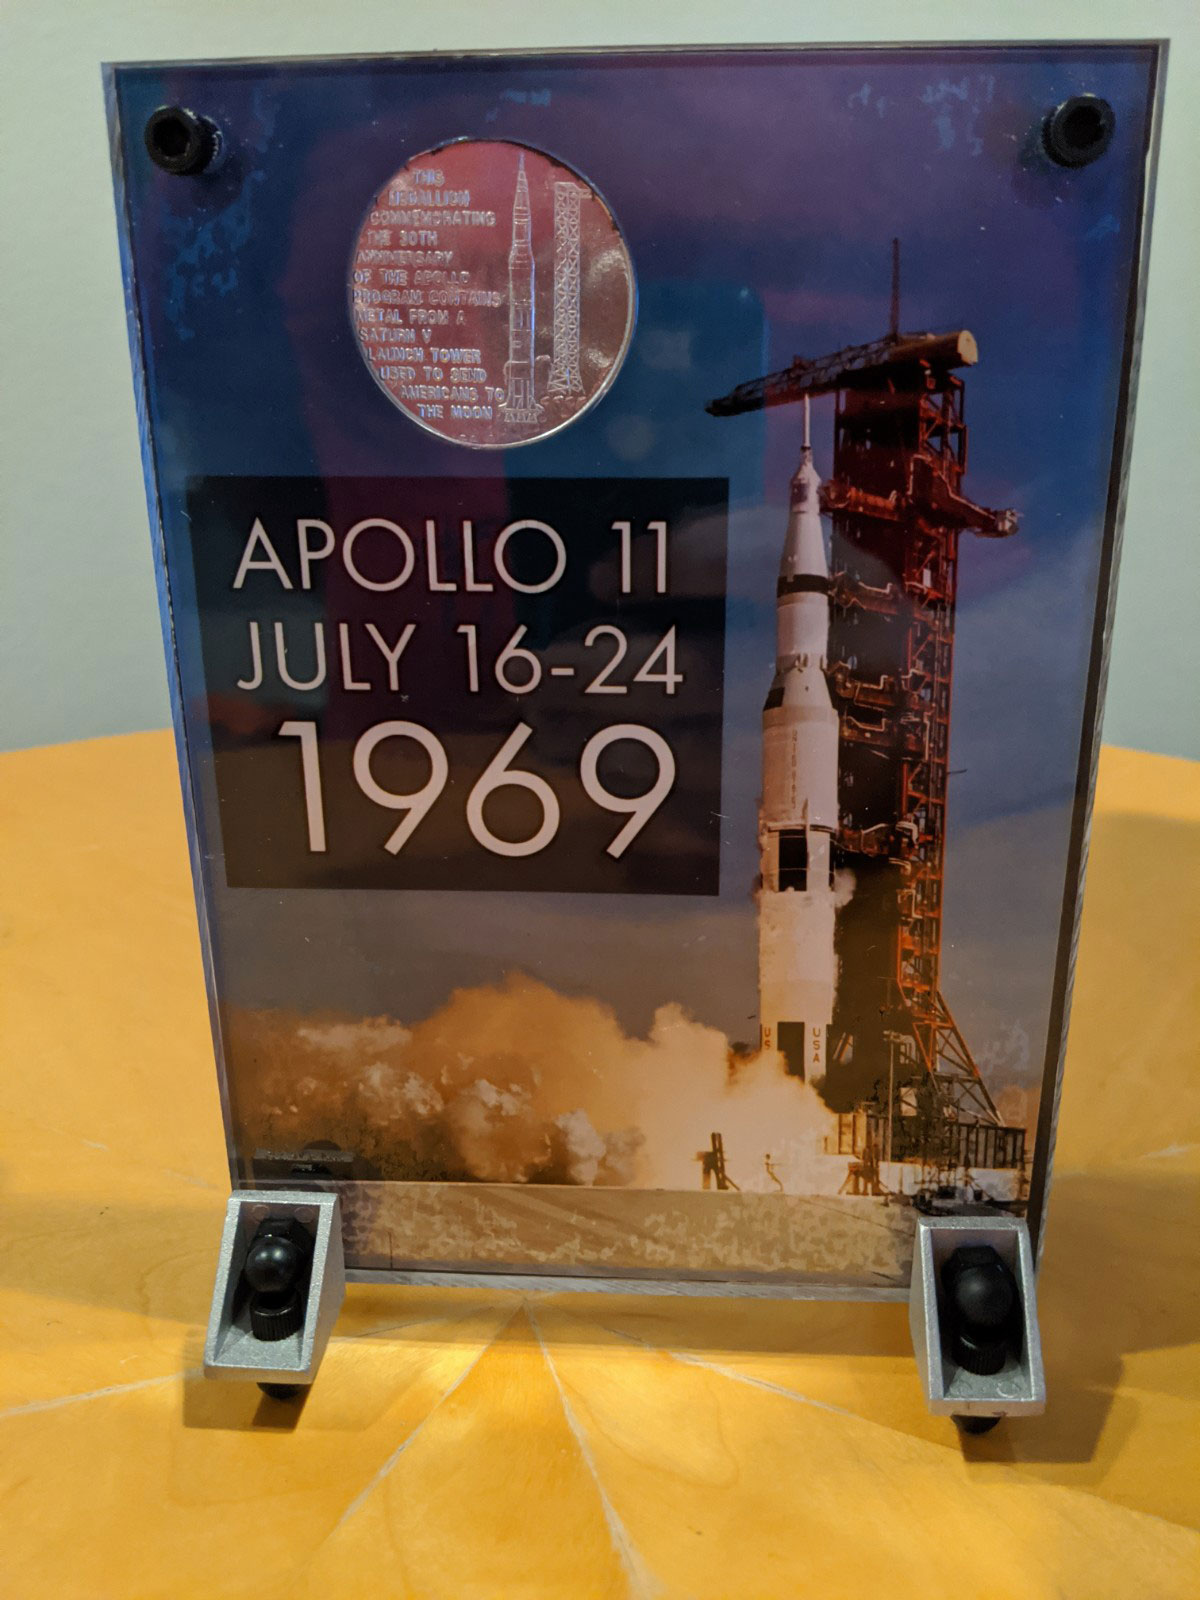 THIS
MEDALLION
COMMEMORATING
THE 30TH
ANNIVERSARY
OF THE APOLLO
PROGRAM CONTAINS
METAL FROM A
SATURN V
LAUNCH TOWER
USED TO SEND
AMERICANS TO
THE MOON
APOLLO 11
JULY 16-24
1969
US
USA